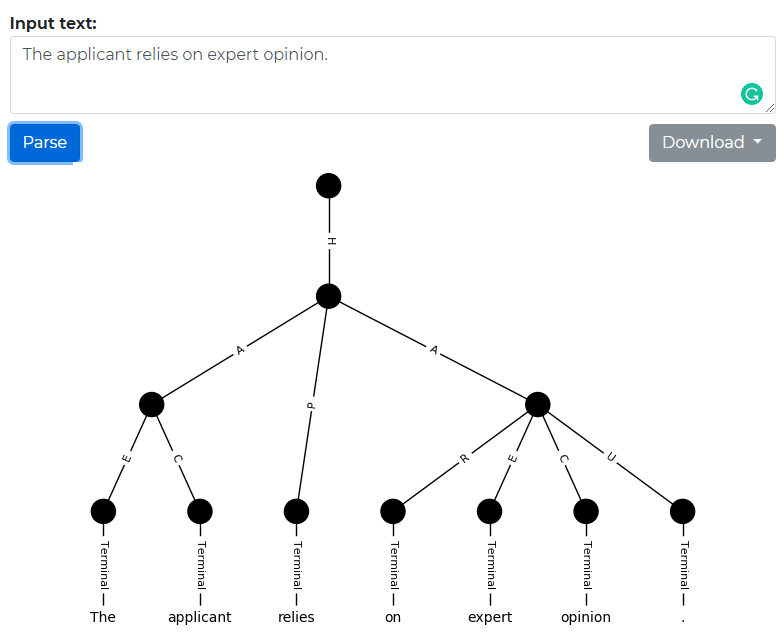 Input text:
The applicant relies on expert opinion.
Parse
Download
H
A P A
E C R E C U
Terminal Terminal Terminal Terminal Terminal Terminal Terminal
The applicant relies on expert opinion .